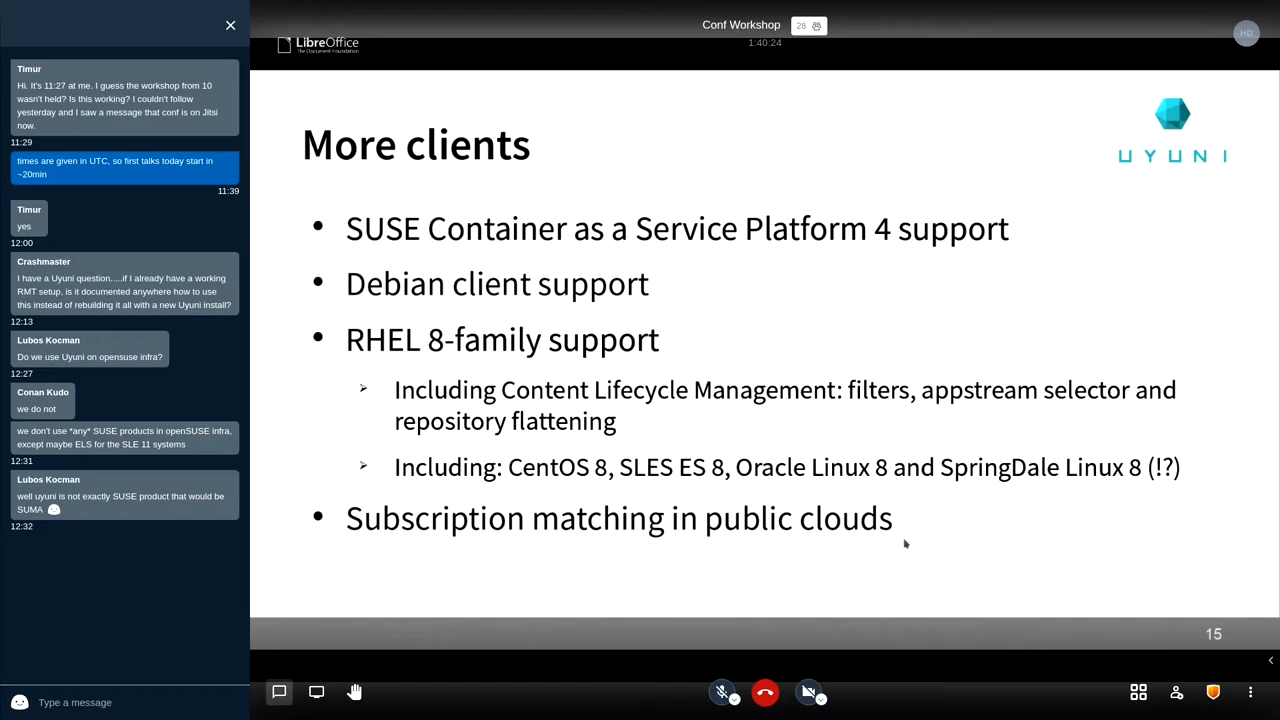 Conf Workshop
28
1:40:24
HD
LibreOffice
The Document Foundation
Timur
Hi. It's 11:27 at me. I guess the workshop from 10
wasn't held? Is this working? I couldn't follow
yesterday and I saw a message that conf is on Jitsi
now.
11:29
times are given in UTC, so first talks today start in
~20min
11:39
Timur
yes
12:00
Crashmaster
I have a Uyuni question.....if I already have a working
RMT setup, is it documented anywhere how to use
this instead of rebuilding it all with a new Uyuni install?
12:13
Lubos Kocman
Do we use Uyuni on opensuse infra?
12:27
Conan Kudo
we do not
we don't use *any* SUSE products in openSUSE infra,
except maybe ELS for the SLE 11 systems
12:31
Lubos Kocman
well uyuni is not exactly SUSE product that would be
SUMA
12:32
Type a message
UYUNI
More clients
• SUSE Container as a Service Platform 4 support
• Debian client support
• RHEL 8-family support
➢ Including Content Lifecycle Management: filters, appstream selector and
repository flattening
➢ Including: CentOS 8, SLES ES 8, Oracle Linux 8 and SpringDale Linux 8 (!?)
• Subscription matching in public clouds
15